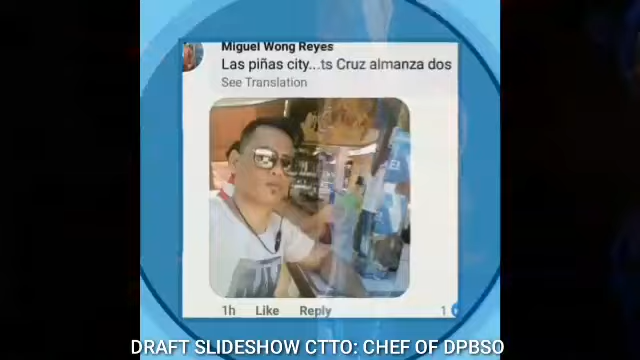 Miguel Wong Reyes
Las piñas city...ts Cruz almanza dos
See Translation
1h Like Reply 1
DRAFT SLIDESHOW CTTO: CHEF OF DPBSO